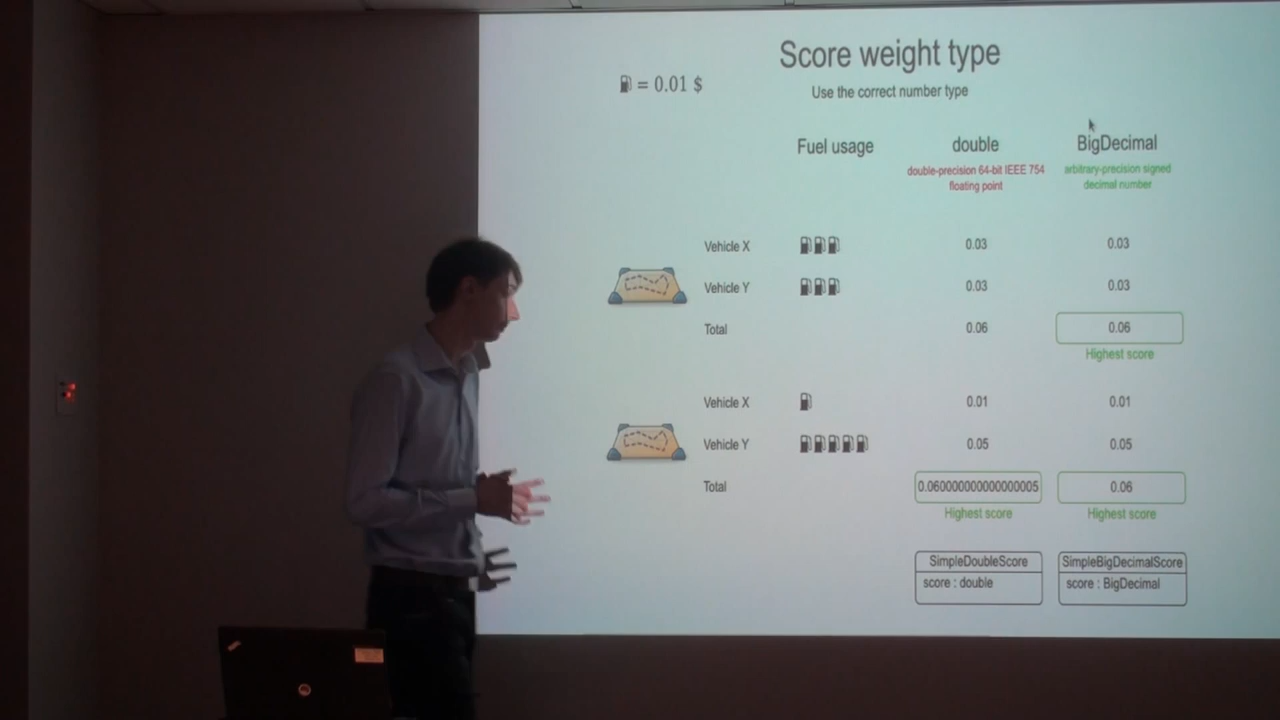 Score weight type
= 0.01 $
Use the correct number type
Fuel usage
double
BigDecimal
double-precision 64-bit IEEE 754
floating point
arbitrary-precision signed
decimal number
Vehicle X
0.03
0.03
Vehicle Y
0.03
0.03
Total
0.06
0.06
Highest score
Vehicle X
0.01
0.01
Vehicle Y
0.05
0.05
Total
0.060000000000000005
0.06
Highest score
Highest score
SimpleDoubleScore
score : double
SimpleBigDecimalScore
score : BigDecimal